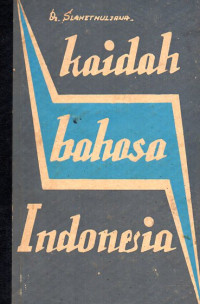 Dr. SLAMETMULJANA.
kaidah
bahasa
Indonesia